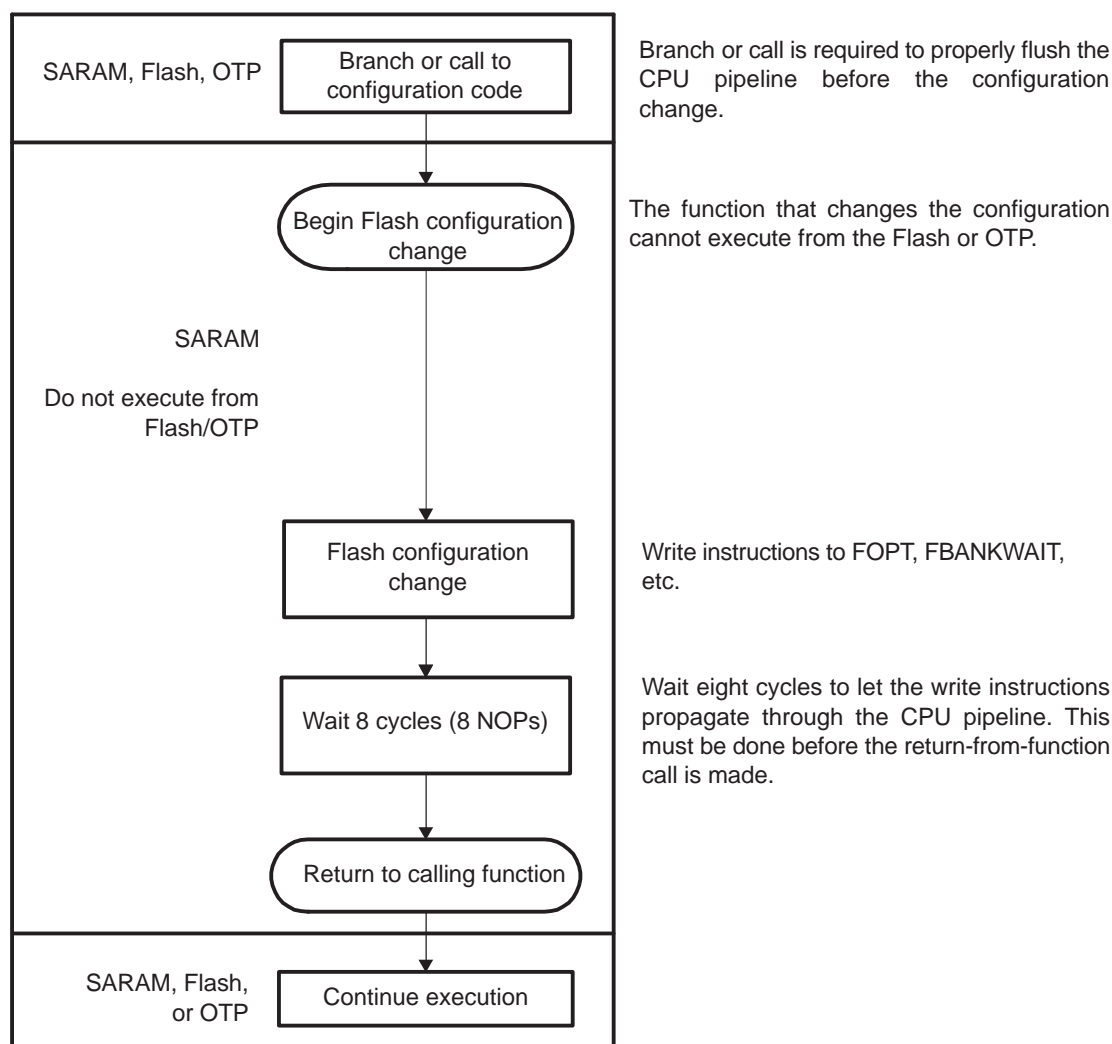 SARAM, Flash, OTP
Branch or call to
configuration code
Branch or call is required to properly flush the
CPU pipeline before the configuration
change.
Begin Flash configuration
change
The function that changes the configuration
cannot execute from the Flash or OTP.
SARAM
Do not execute from
Flash/OTP
Flash configuration
change
Write instructions to FOPT, FBANKWAIT,
etc.
Wait 8 cycles (8 NOPs)
Wait eight cycles to let the write instructions
propagate through the CPU pipeline. This
must be done before the return-from-function
call is made.
Return to calling function
SARAM, Flash,
or OTP
Continue execution